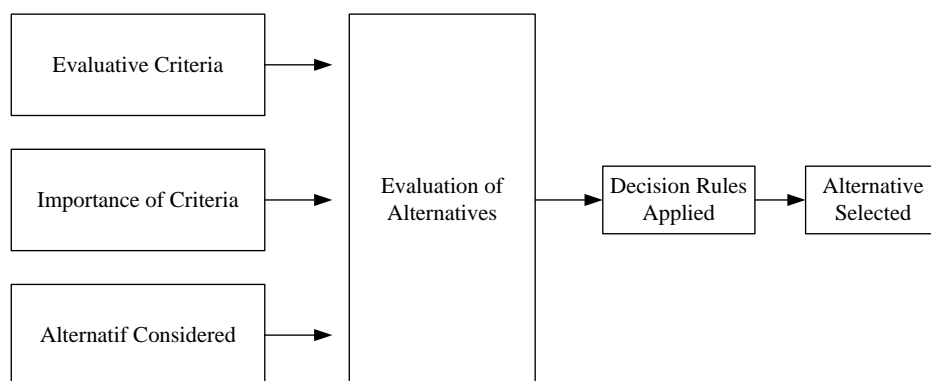 Evaluative Criteria
Importance of Criteria
Alternatif Considered
Evaluation of
Alternatives
Decision Rules
Applied
Alternative
Selected